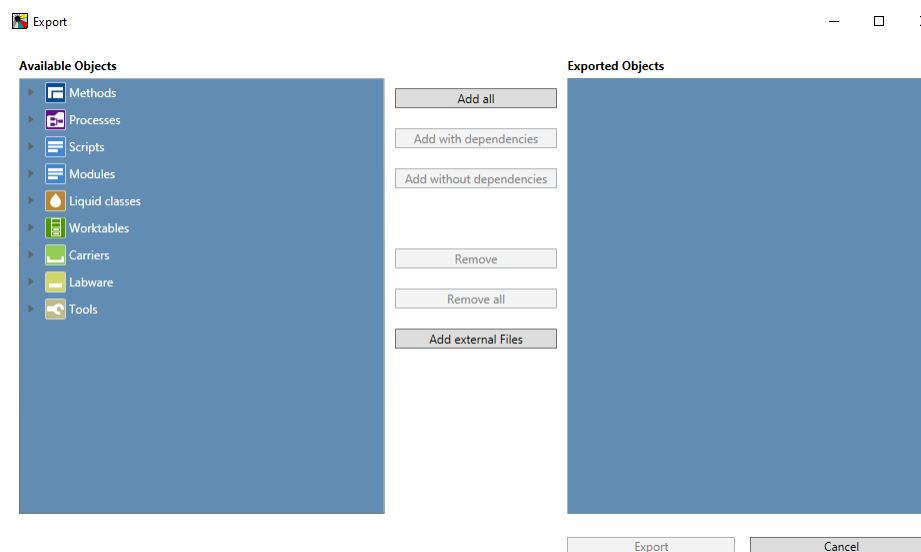 Export
Available Objects
Exported Objects
Methods
Processes
Scripts
Modules
Liquid classes
Worktables
Carriers
Labware
Tools
Add all
Add with dependencies
Add without dependencies
Remove
Remove all
Add external Files
Export
Cancel